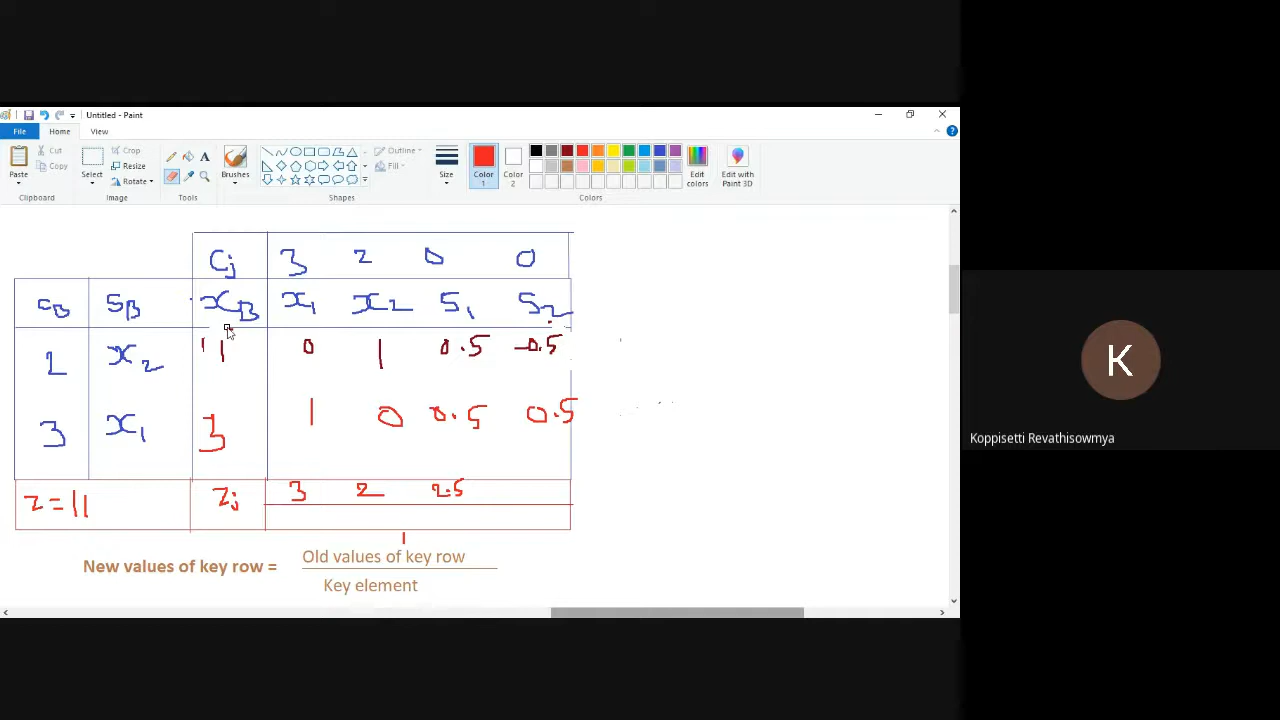 Untitled - Paint
File Home View
Paste Cut Copy Select Crop Resize Rotate Brushes Outline Fill Size Color 1 Color 2 Edit colors Edit with Paint 3D
Clipboard Image Tools Shapes Colors
Cj 3 2 0 0
CB SB xB x1 x2 S1 S2
2 x2 1 0 1 0.5 -0.5
3 x1 3 1 0 0.5 0.5
Z=11 Zj 3 2 2.5
New values of key row = Old values of key row
Key element
K
Koppisetti Revathisowmya